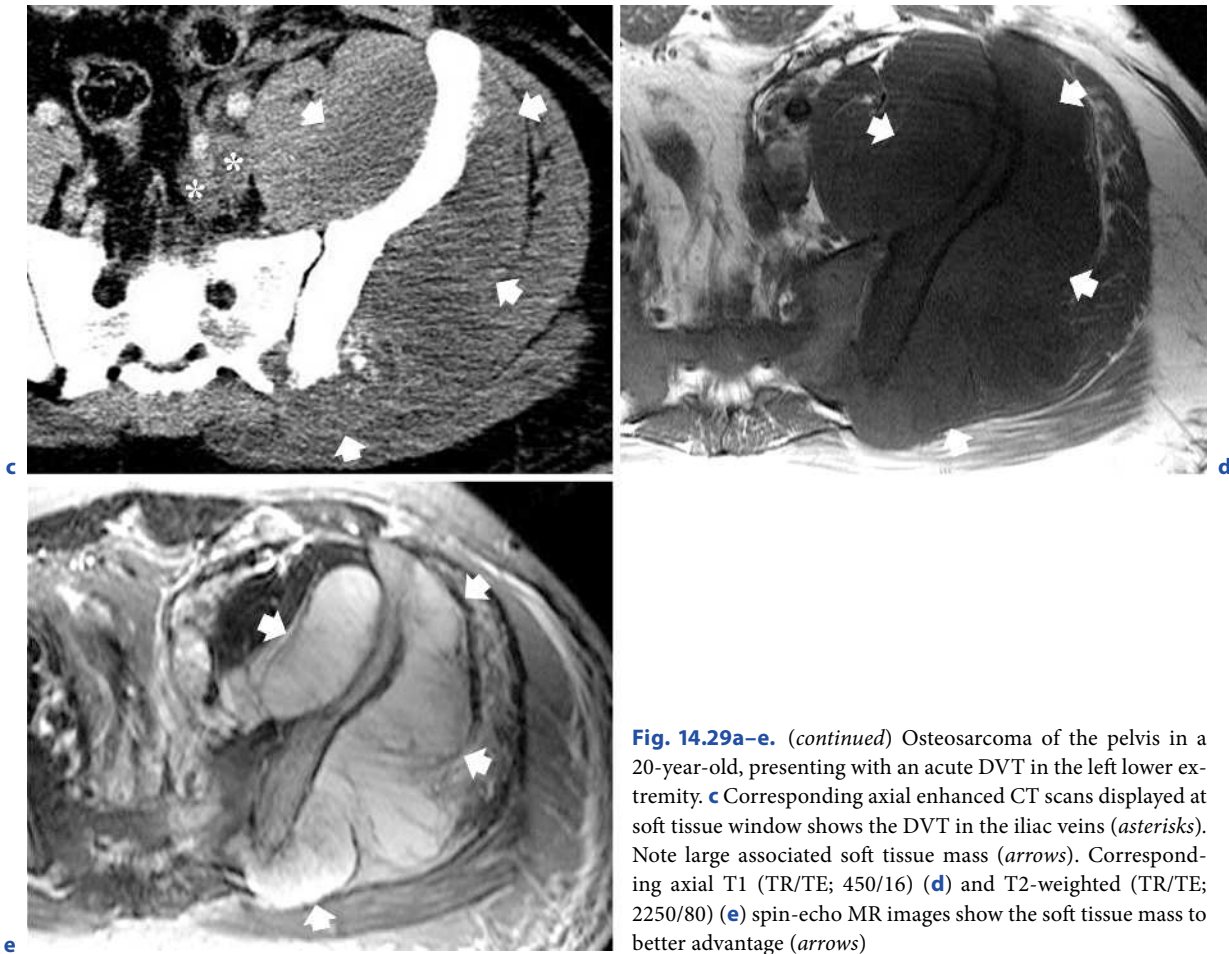 c
d
e
Fig. 14.29a–e. (continued) Osteosarcoma of the pelvis in a
20-year-old, presenting with an acute DVT in the left lower ex-
tremity. c Corresponding axial enhanced CT scans displayed at
soft tissue window shows the DVT in the iliac veins (asterisks).
Note large associated soft tissue mass (arrows). Correspond-
ing axial T1 (TR/TE; 450/16) (d) and T2-weighted (TR/TE;
2250/80) (e) spin-echo MR images show the soft tissue mass to
better advantage (arrows)